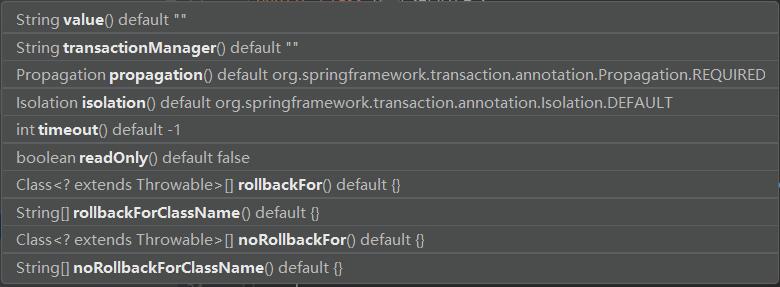 String value() default ""
String transactionManager() default ""
Propagation propagation() default org.springframework.transaction.annotation.Propagation.REQUIRED
Isolation isolation() default org.springframework.transaction.annotation.Isolation.DEFAULT
int timeout() default -1
boolean readOnly() default false
Class<? extends Throwable>[] rollbackFor() default {}
String[] rollbackForClassName() default {}
Class<? extends Throwable>[] noRollbackFor() default {}
String[] noRollbackForClassName() default {}